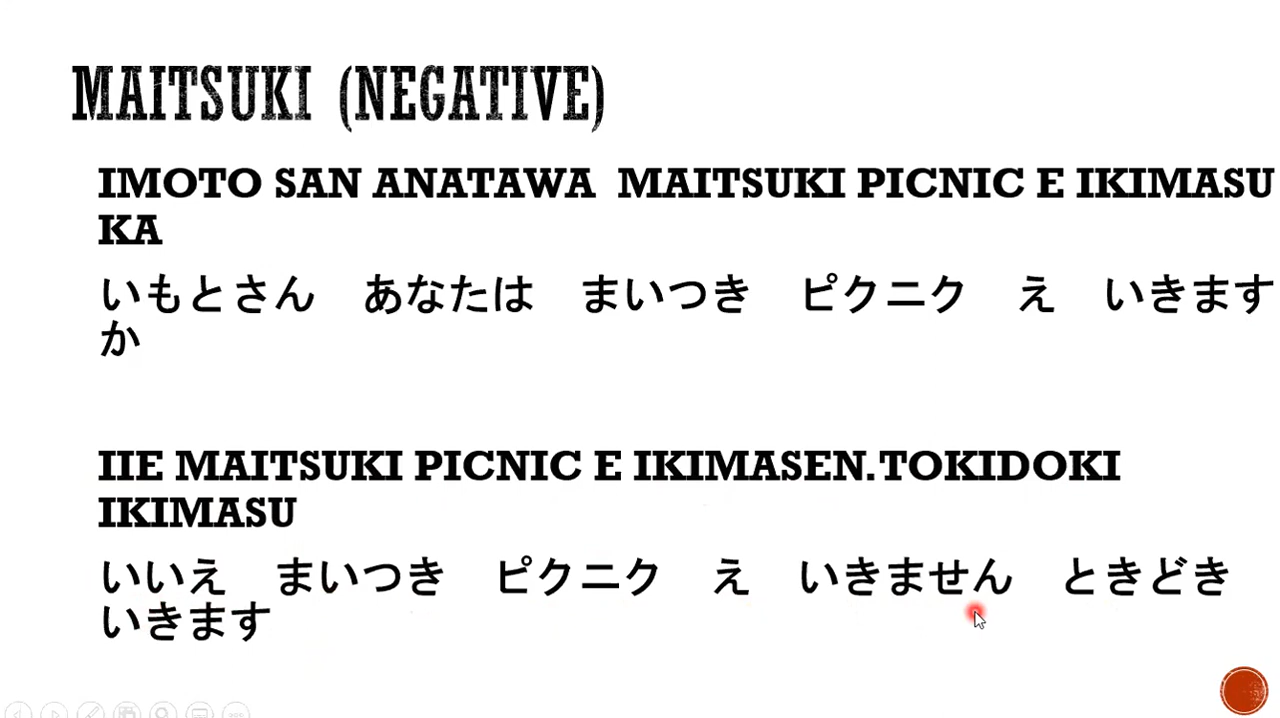 MAITSUKI (NEGATIVE)
IMOTO SAN ANATAWA MAITSUKI PICNIC E IKIMASU
KA
いもとさん　あなたは　まいつき　ピクニク　え　いきます
か
IIE MAITSUKI PICNIC E IKIMASEN.TOKIDOKI
IKIMASU
いいえ　まいつき　ピクニク　え　いきません　ときどき
いきます